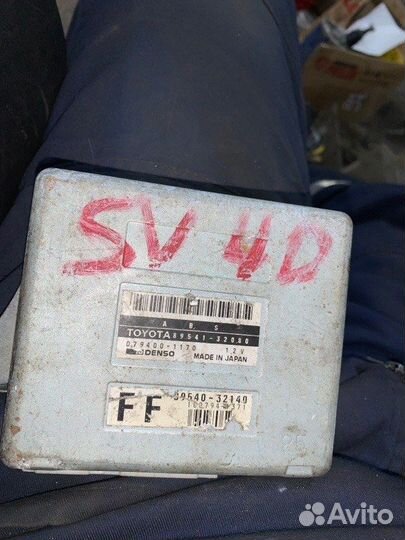 SV 40
A B S
TOYOTA 89541-32080
079400-1170 12V
DENSO MADE IN JAPAN
FF 89540-32140
Avito